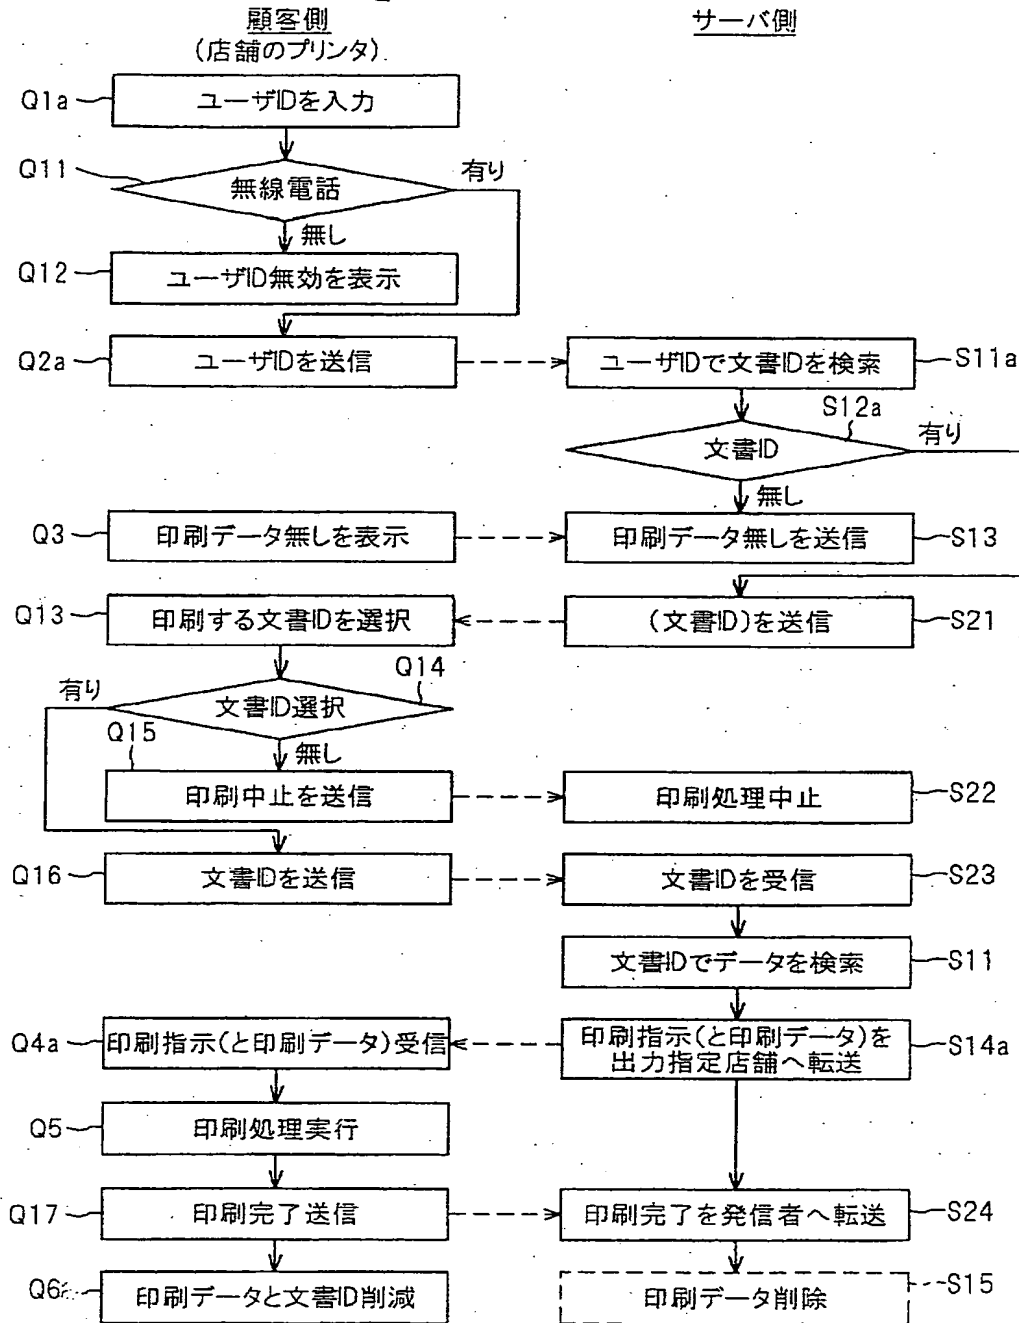 顧客側
サーバ側
(店舗のプリンタ)
Q1a
ユーザIDを入力
Q11
無線電話
有り
無し
Q12
ユーザID無効を表示
Q2a
ユーザIDを送信
ユーザIDで文書IDを検索
S11a
S12a
文書ID
有り
無し
Q3
印刷データ無しを表示
印刷データ無しを送信
S13
Q13
印刷する文書IDを選択
(文書ID)を送信
S21
Q14
有り
文書ID選択
Q15
無し
印刷中止を送信
印刷処理中止
S22
Q16
文書IDを送信
文書IDを受信
S23
文書IDでデータを検索
S11
Q4a
印刷指示(と印刷データ)受信
印刷指示(と印刷データ)を
出力指定店舗へ転送
S14a
Q5
印刷処理実行
Q17
印刷完了送信
印刷完了を発信者へ転送
S24
Q6
印刷データと文書ID削減
印刷データ削除
S15